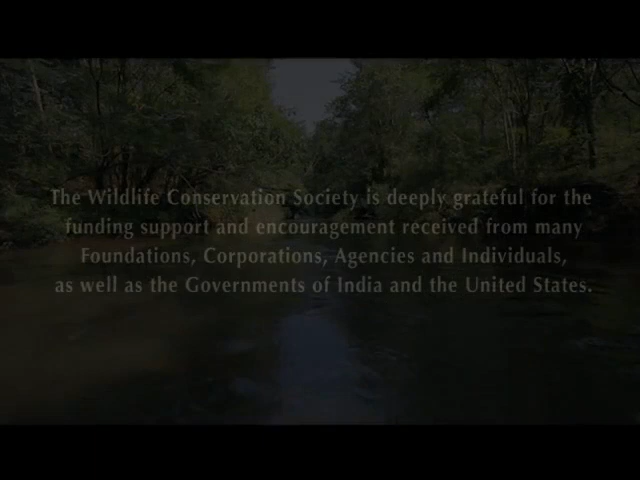 The Wildlife Conservation Society is deeply grateful for the
funding support and encouragement received from many
Foundations, Corporations, Agencies and Individuals,
as well as the Governments of India and the United States.